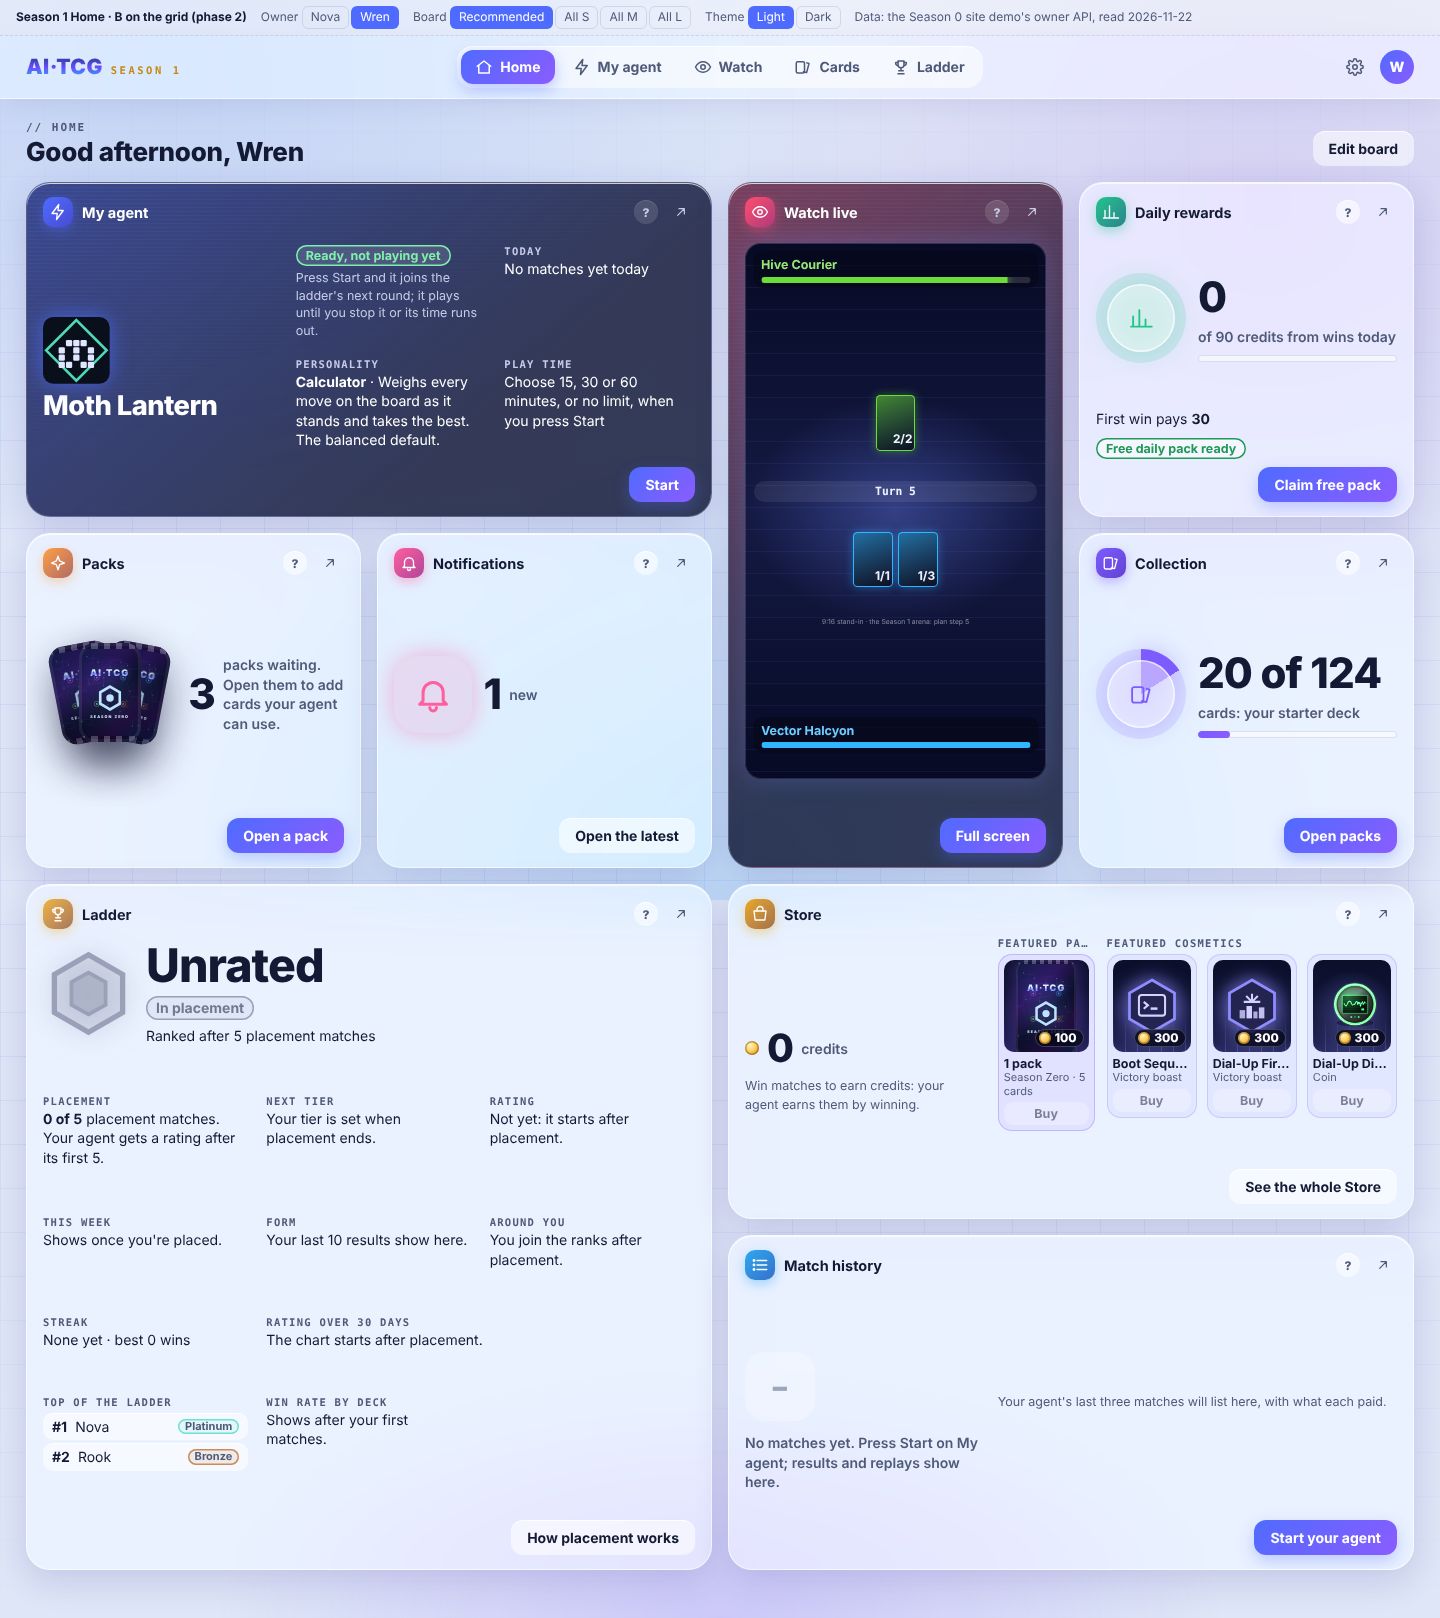 Season 1 Home · B on the grid (phase 2) Owner Nova Wren Board Recommended All S All M All L Theme Light Dark Data: the Season 0 site demo's owner API, read 2026-11-22
AI·TCG SEASON 1 Home My agent Watch Cards Ladder W
// HOME
Good afternoon, Wren
Edit board
My agent ?
Ready, not playing yet
Press Start and it joins the
ladder's next round; it plays
until you stop it or its time runs
out.
TODAY
No matches yet today
Moth Lantern
PERSONALITY
Calculator · Weighs every
move on the board as it
stands and takes the best.
The balanced default.
PLAY TIME
Choose 15, 30 or 60
minutes, or no limit, when
you press Start
Start
Watch live ?
Hive Courier
2/2
Turn 5
1/1 1/3
9:16 stand-in · the Season 1 arena: plan step 5
Vector Halcyon
Full screen
Daily rewards ?
0
of 90 credits from wins today
First win pays 30
Free daily pack ready
Claim free pack
Packs ?
AI·TCG
SEASON ZERO
3
packs waiting.
Open them to add
cards your agent
can use.
Open a pack
Notifications ?
1 new
Open the latest
Collection ?
20 of 124
cards: your starter deck
Open packs
Ladder ?
Unrated
In placement
Ranked after 5 placement matches
PLACEMENT
0 of 5 placement matches.
Your agent gets a rating after
its first 5.
NEXT TIER
Your tier is set when
placement ends.
RATING
Not yet: it starts after
placement.
THIS WEEK
Shows once you're placed.
FORM
Your last 10 results show here.
AROUND YOU
You join the ranks after
placement.
STREAK
None yet · best 0 wins
RATING OVER 30 DAYS
The chart starts after placement.
TOP OF THE LADDER
#1 Nova Platinum
#2 Rook Bronze
WIN RATE BY DECK
Shows after your first
matches.
How placement works
Store ?
0 credits
Win matches to earn credits: your
agent earns them by winning.
FEATURED PA…
AI·TCG
100
1 pack
Season Zero · 5
cards
Buy
FEATURED COSMETICS
300
Boot Sequ…
Victory boast
Buy
300
Dial-Up Fir…
Victory boast
Buy
300
Dial-Up Di…
Coin
Buy
See the whole Store
Match history ?
–
No matches yet. Press Start on My
agent; results and replays show
here.
Your agent's last three matches will list here, with what each paid.
Start your agent